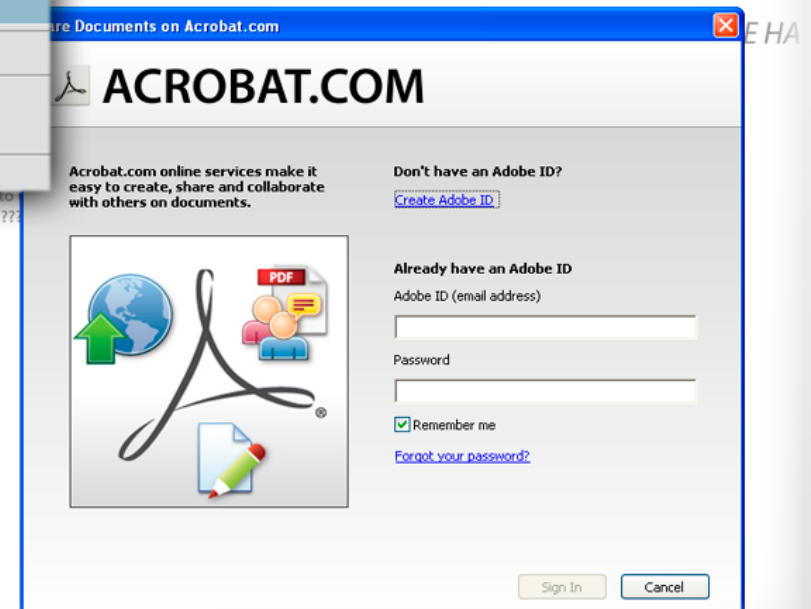 are Documents on Acrobat.com
E HA
ACROBAT.COM
Acrobat.com online services make it
easy to create, share and collaborate
with others on documents.
Don't have an Adobe ID?
Create Adobe ID
to
???
PDF
®
Already have an Adobe ID
Adobe ID (email address)
Password
Remember me
Forgot your password?
Sign In
Cancel